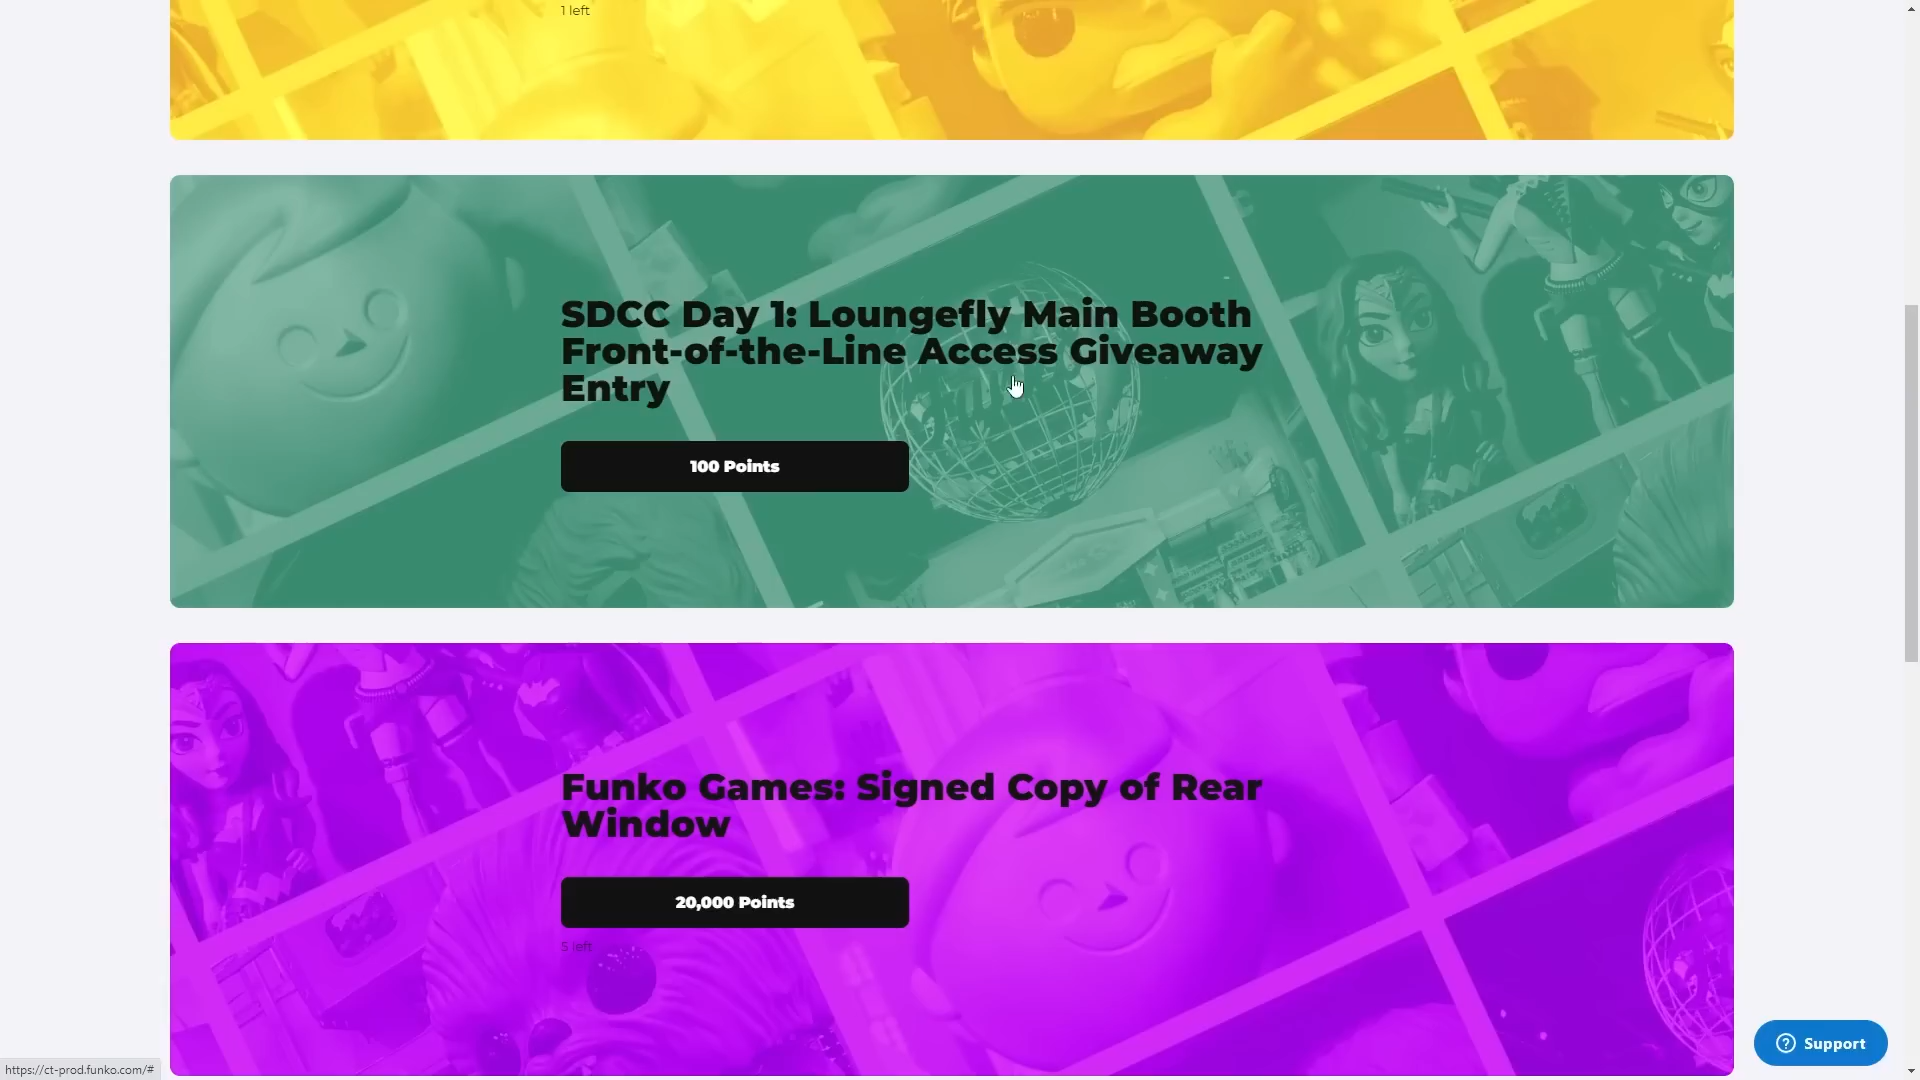 1 left
SDCC Day 1: Loungefly Main Booth
Front-of-the-Line Access Giveaway
Entry
100 Points
Funko Games: Signed Copy of Rear
Window
20,000 Points
5 left
Support
https://ct-prod.funko.com/#